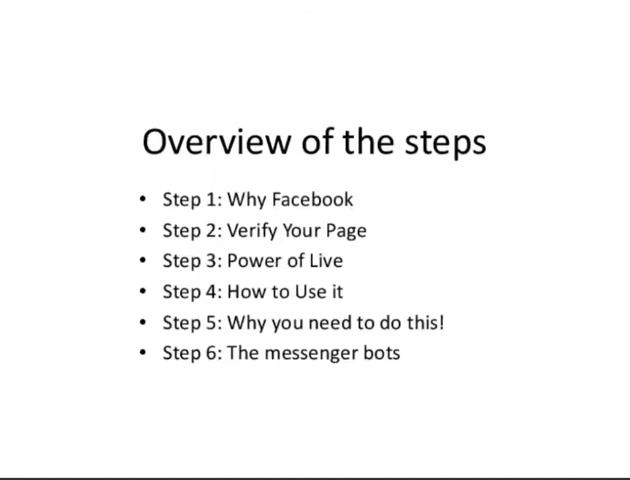 Overview of the steps
• Step 1: Why Facebook
• Step 2: Verify Your Page
• Step 3: Power of Live
• Step 4: How to Use it
• Step 5: Why you need to do this!
• Step 6: The messenger bots